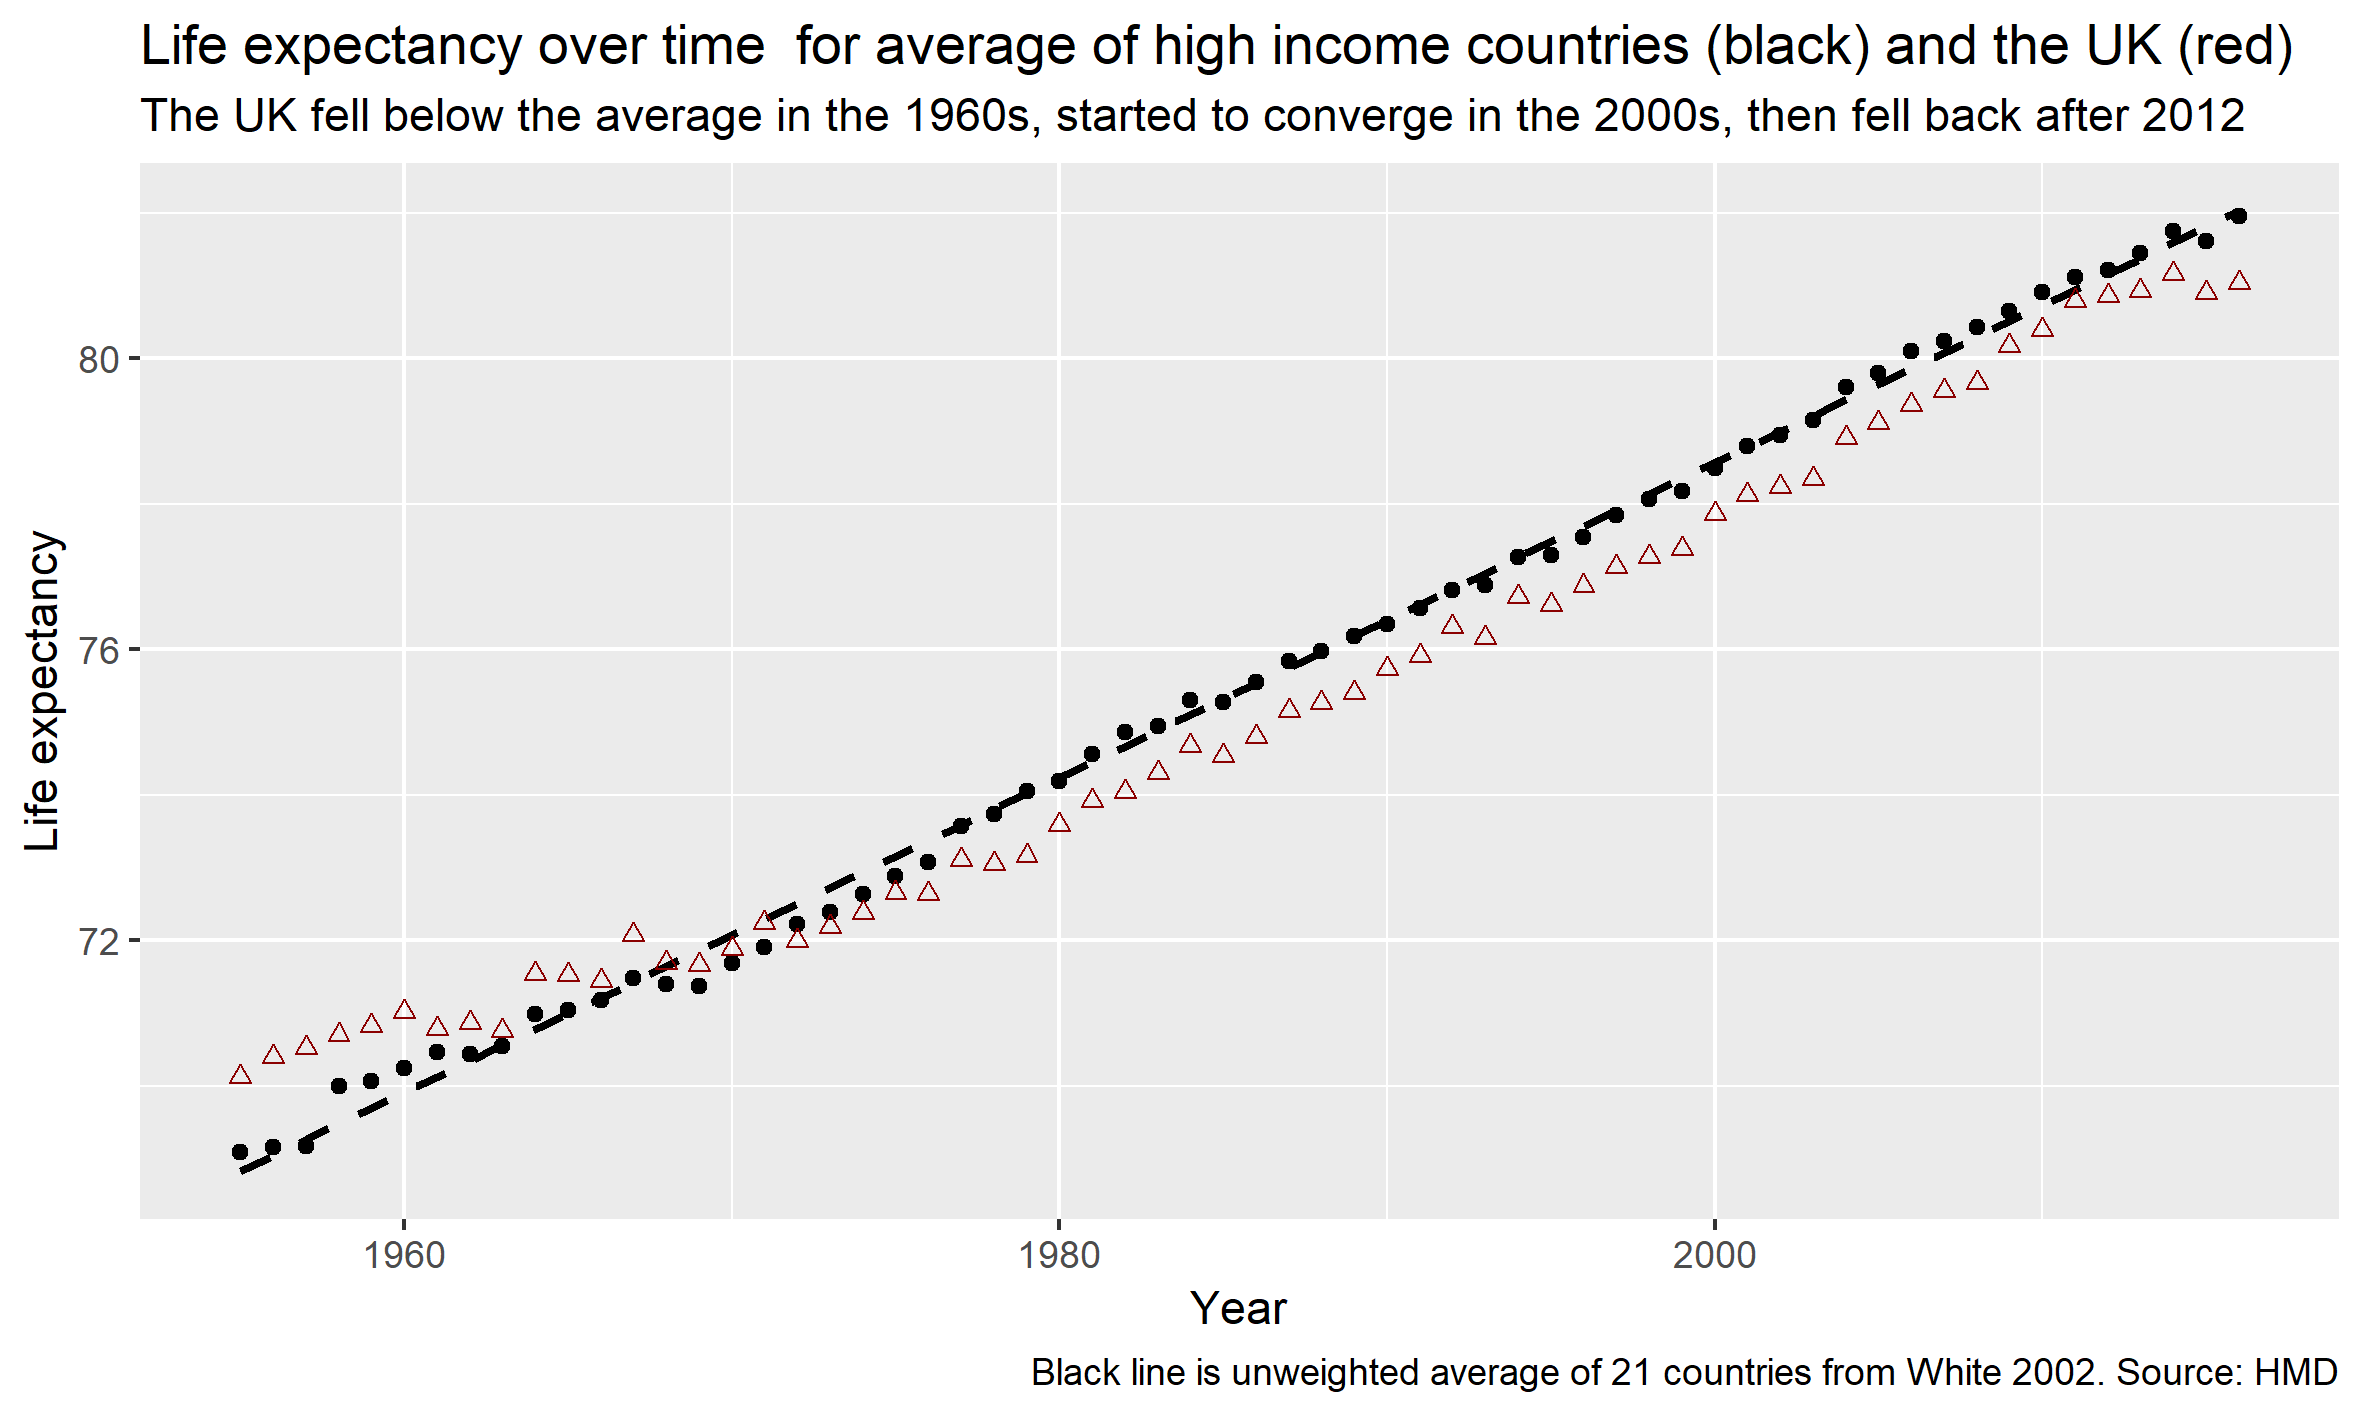 Life expectancy over time  for average of high income countries (black) and the UK (red)
The UK fell below the average in the 1960s, started to converge in the 2000s, then fell back after 2012
Life expectancy
80
76
72
1960
1980
2000
Year
Black line is unweighted average of 21 countries from White 2002. Source: HMD